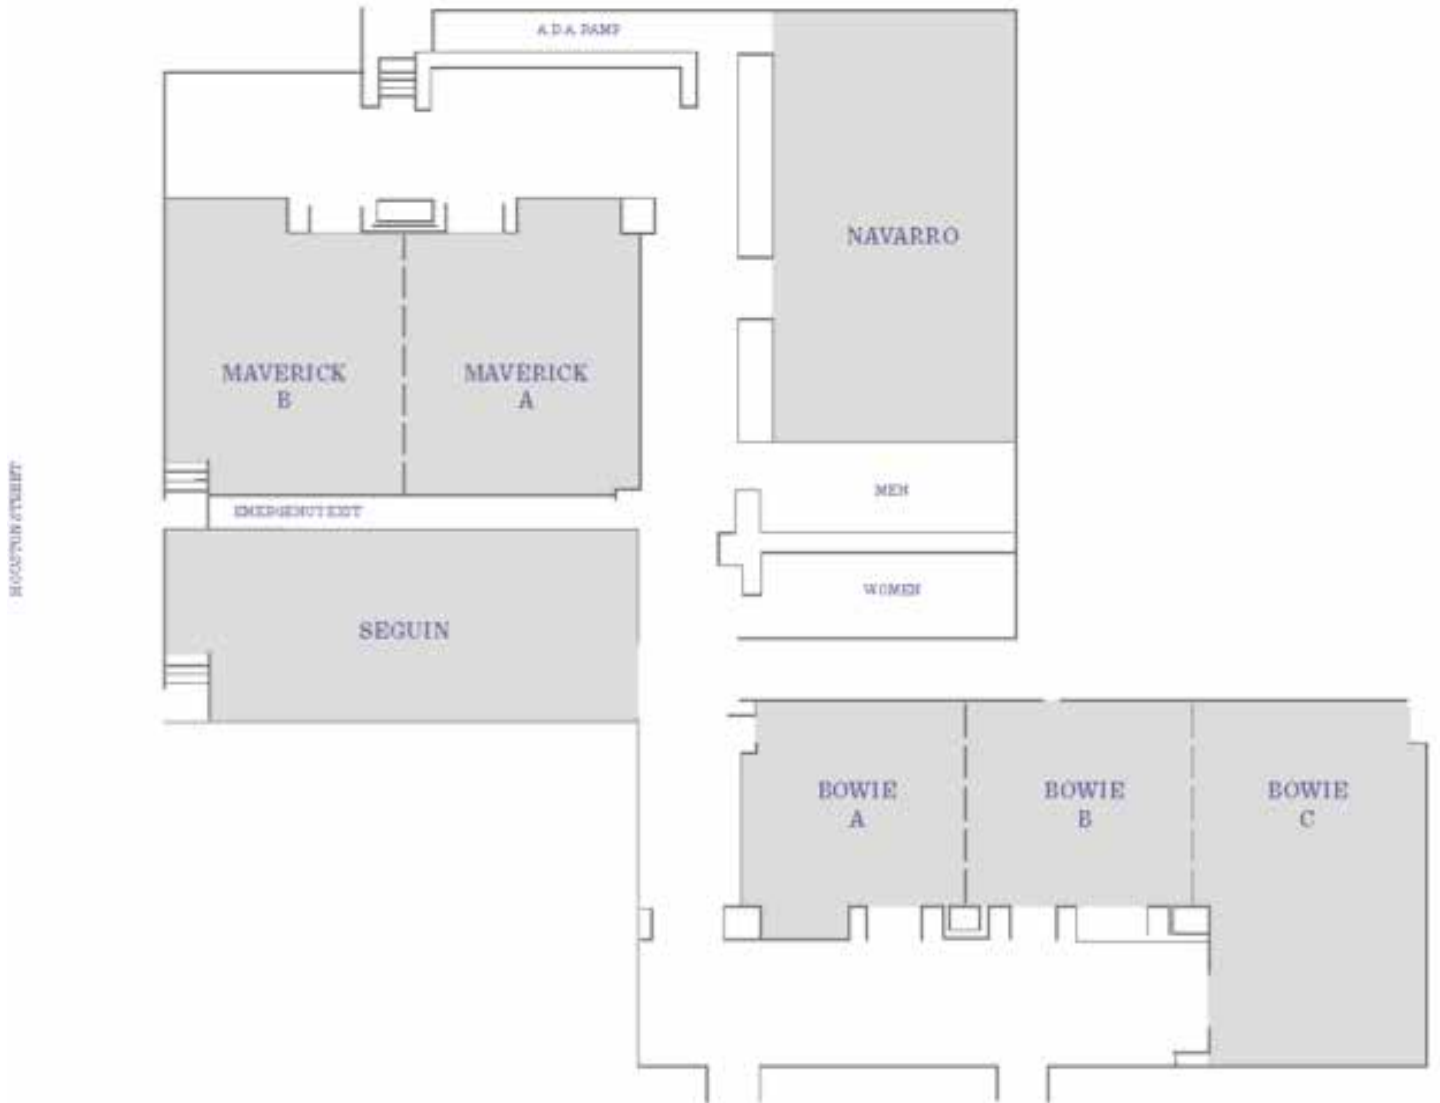 A.D.A. RAMP
NAVARRO
MAVERICK
B
MAVERICK
A
MEN
EMERGENCY EXIT
HOUSTON STREET
WOMEN
SEGUIN
BOWIE
A
BOWIE
B
BOWIE
C